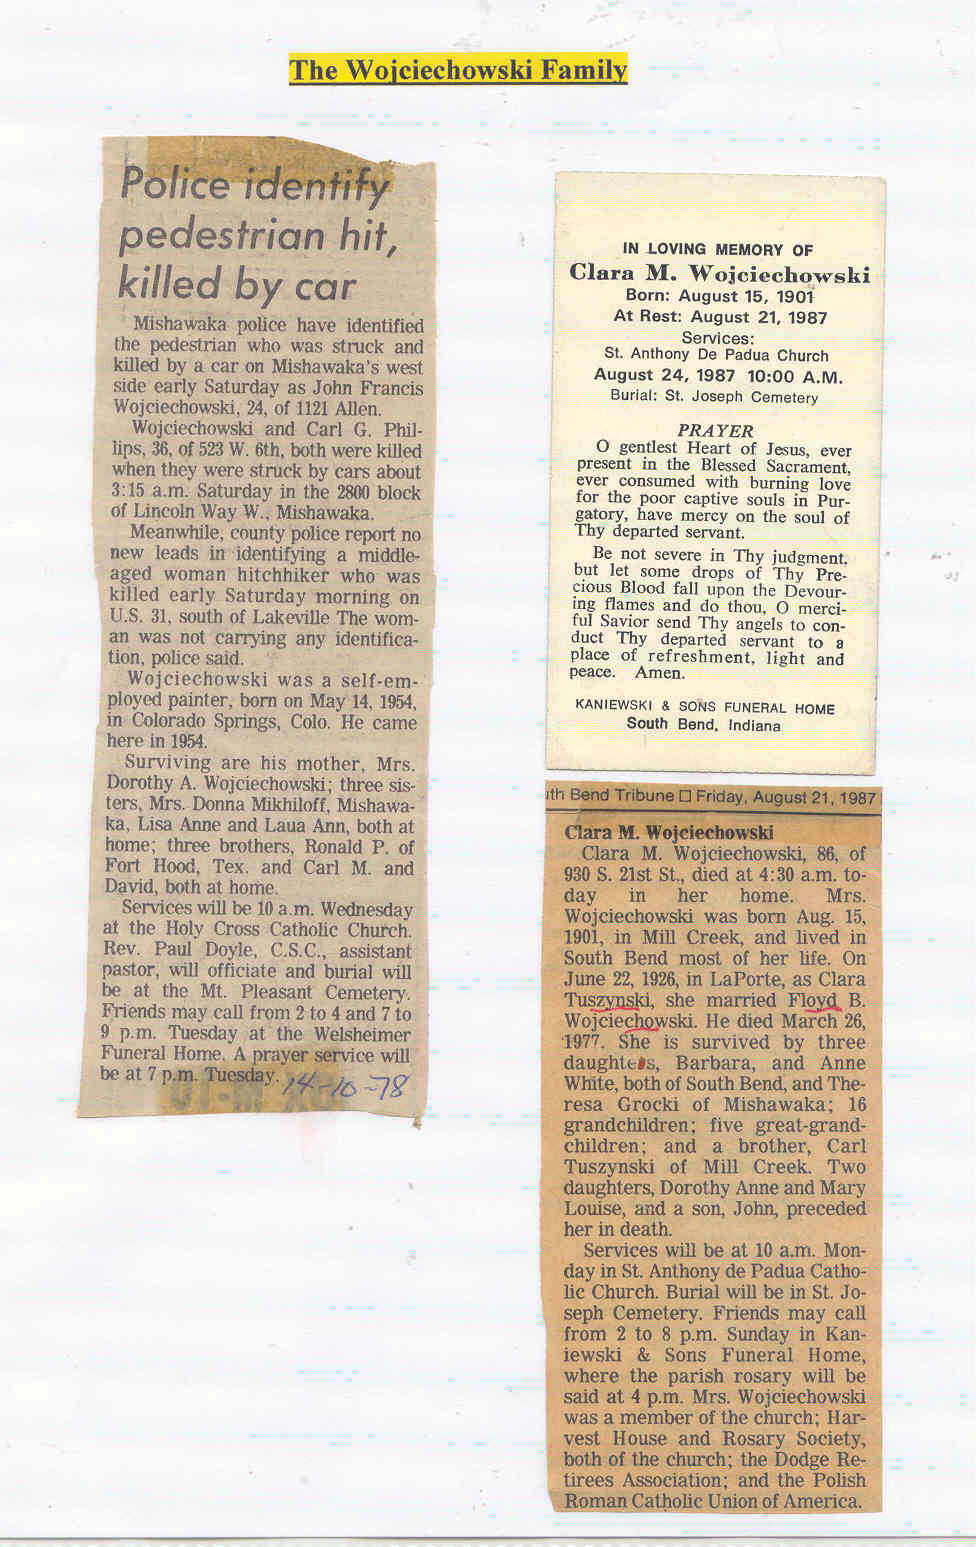 The Wojciechowski Family
Police identify
pedestrian hit,
killed by car
Mishawaka police have identified
the pedestrian who was struck and
killed by a car on Mishawaka's west
side early Saturday as John Francis
Wojciechowski, 24, of 1121 Allen.
Wojciechowski and Carl G. Phil-
lips, 36, of 523 W. 6th, both were killed
when they were struck by cars about
3:15 a.m. Saturday in the 2800 block
of Lincoln Way W., Mishawaka.
Meanwhile, county police report no
new leads in identifying a middle-
aged woman hitchhiker who was
killed early Saturday morning on
U.S. 31, south of Lakeville The wom-
an was not carrying any identifica-
tion, police said.
Wojciechowski was a self-em-
ployed painter, born on May 14, 1954,
in Colorado Springs, Colo. He came
here in 1954.
Surviving are his mother, Mrs.
Dorothy A. Wojciechowski; three sis-
ters, Mrs. Donna Mikhiloff, Mishawa-
ka, Lisa Anne and Laua Ann, both at
home; three brothers, Ronald P. of
Fort Hood, Tex. and Carl M. and
David, both at home.
Services will be 10 a.m. Wednesday
at the Holy Cross Catholic Church.
Rev. Paul Doyle, C.S.C., assistant
pastor, will officiate and burial will
be at the Mt. Pleasant Cemetery.
Friends may call from 2 to 4 and 7 to
9 p.m. Tuesday at the Welsheimer
Funeral Home. A prayer service will
be at 7 p.m. Tuesday. 14-10-78
IN LOVING MEMORY OF
Clara M. Wojciechowski
Born: August 15, 1901
At Rest: August 21, 1987
Services:
St. Anthony De Padua Church
August 24, 1987 10:00 A.M.
Burial: St. Joseph Cemetery
PRAYER
O gentlest Heart of Jesus, ever
present in the Blessed Sacrament,
ever consumed with burning love
for the poor captive souls in Pur-
gatory, have mercy on the soul of
Thy departed servant.
Be not severe in Thy judgment,
but let some drops of Thy Pre-
cious Blood fall upon the Devour-
ing flames and do thou, O merci-
ful Savior send Thy angels to con-
duct Thy departed servant to a
place of refreshment, light and
peace. Amen.
KANIEWSKI & SONS FUNERAL HOME
South Bend, Indiana
uth Bend Tribune □ Friday, August 21, 1987
Clara M. Wojciechowski
Clara M. Wojciechowski, 86, of
930 S. 21st St., died at 4:30 a.m. to-
day in her home. Mrs.
Wojciechowski was born Aug. 15,
1901, in Mill Creek, and lived in
South Bend most of her life. On
June 22, 1926, in LaPorte, as Clara
Tuszynski, she married Floyd B.
Wojciechowski. He died March 26,
1977. She is survived by three
daughters, Barbara, and Anne
White, both of South Bend, and The-
resa Grocki of Mishawaka; 16
grandchildren; five great-grand-
children; and a brother, Carl
Tuszynski of Mill Creek. Two
daughters, Dorothy Anne and Mary
Louise, and a son, John, preceded
her in death.
Services will be at 10 a.m. Mon-
day in St. Anthony de Padua Catho-
lic Church. Burial will be in St. Jo-
seph Cemetery. Friends may call
from 2 to 8 p.m. Sunday in Kan-
iewski & Sons Funeral Home,
where the parish rosary will be
said at 4 p.m. Mrs. Wojciechowski
was a member of the church; Har-
vest House and Rosary Society,
both of the church; the Dodge Re-
tirees Association; and the Polish
Roman Catholic Union of America.